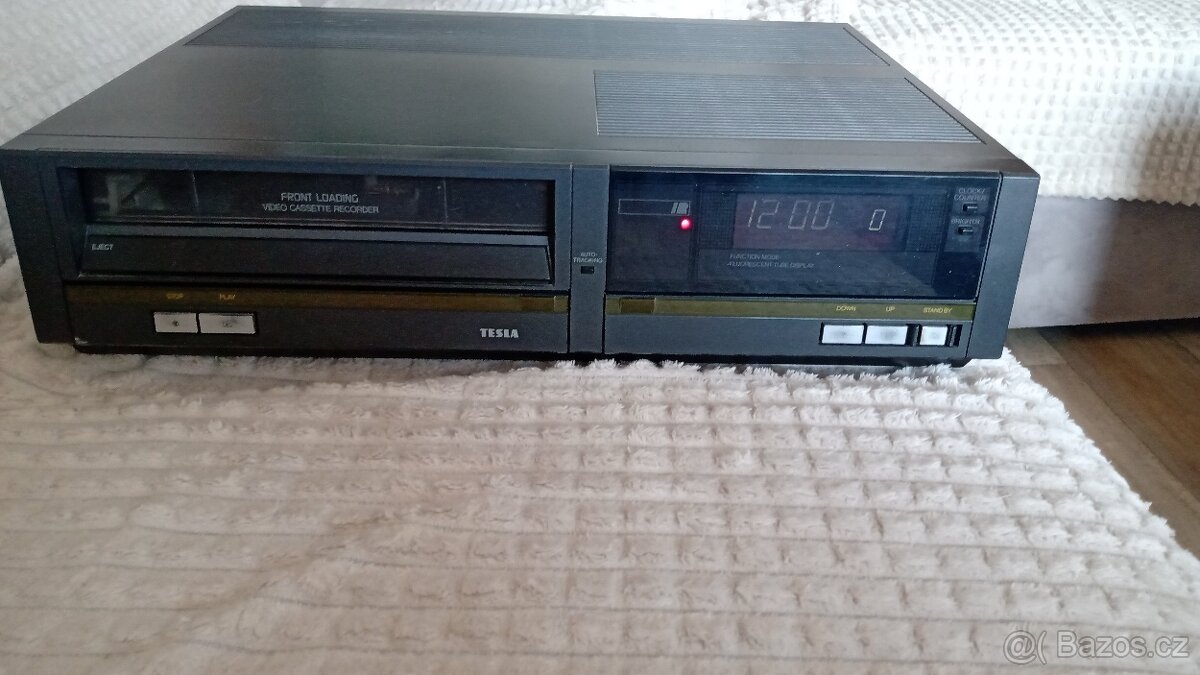 FRONT LOADING
VIDEO CASSETTE RECORDER
EJECT
STOP PLAY
TESLA
AUTO-
TRACKING
12:00 0
CLOCK/
COUNTER
BRIGHTER
FUNCTION MODE
FLUORESCENT TUBE DISPLAY
DOWN UP STAND BY
@( Bazos.cz